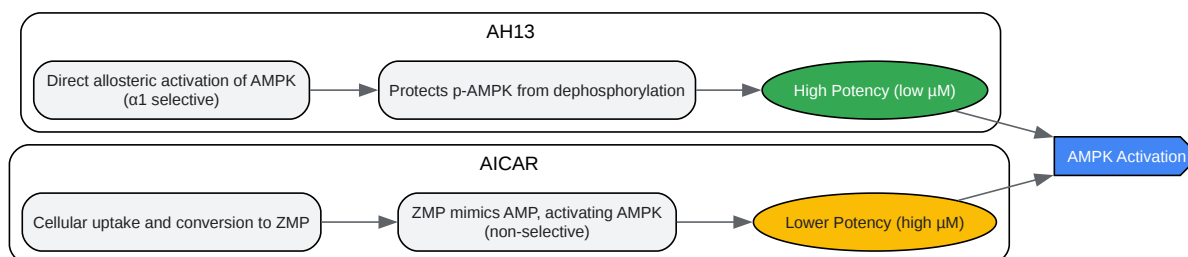 AH13
Direct allosteric activation of AMPK
(α1 selective)
Protects p-AMPK from dephosphorylation
High Potency (low µM)
AMPK Activation
AICAR
Cellular uptake and conversion to ZMP
ZMP mimics AMP, activating AMPK
(non-selective)
Lower Potency (high µM)